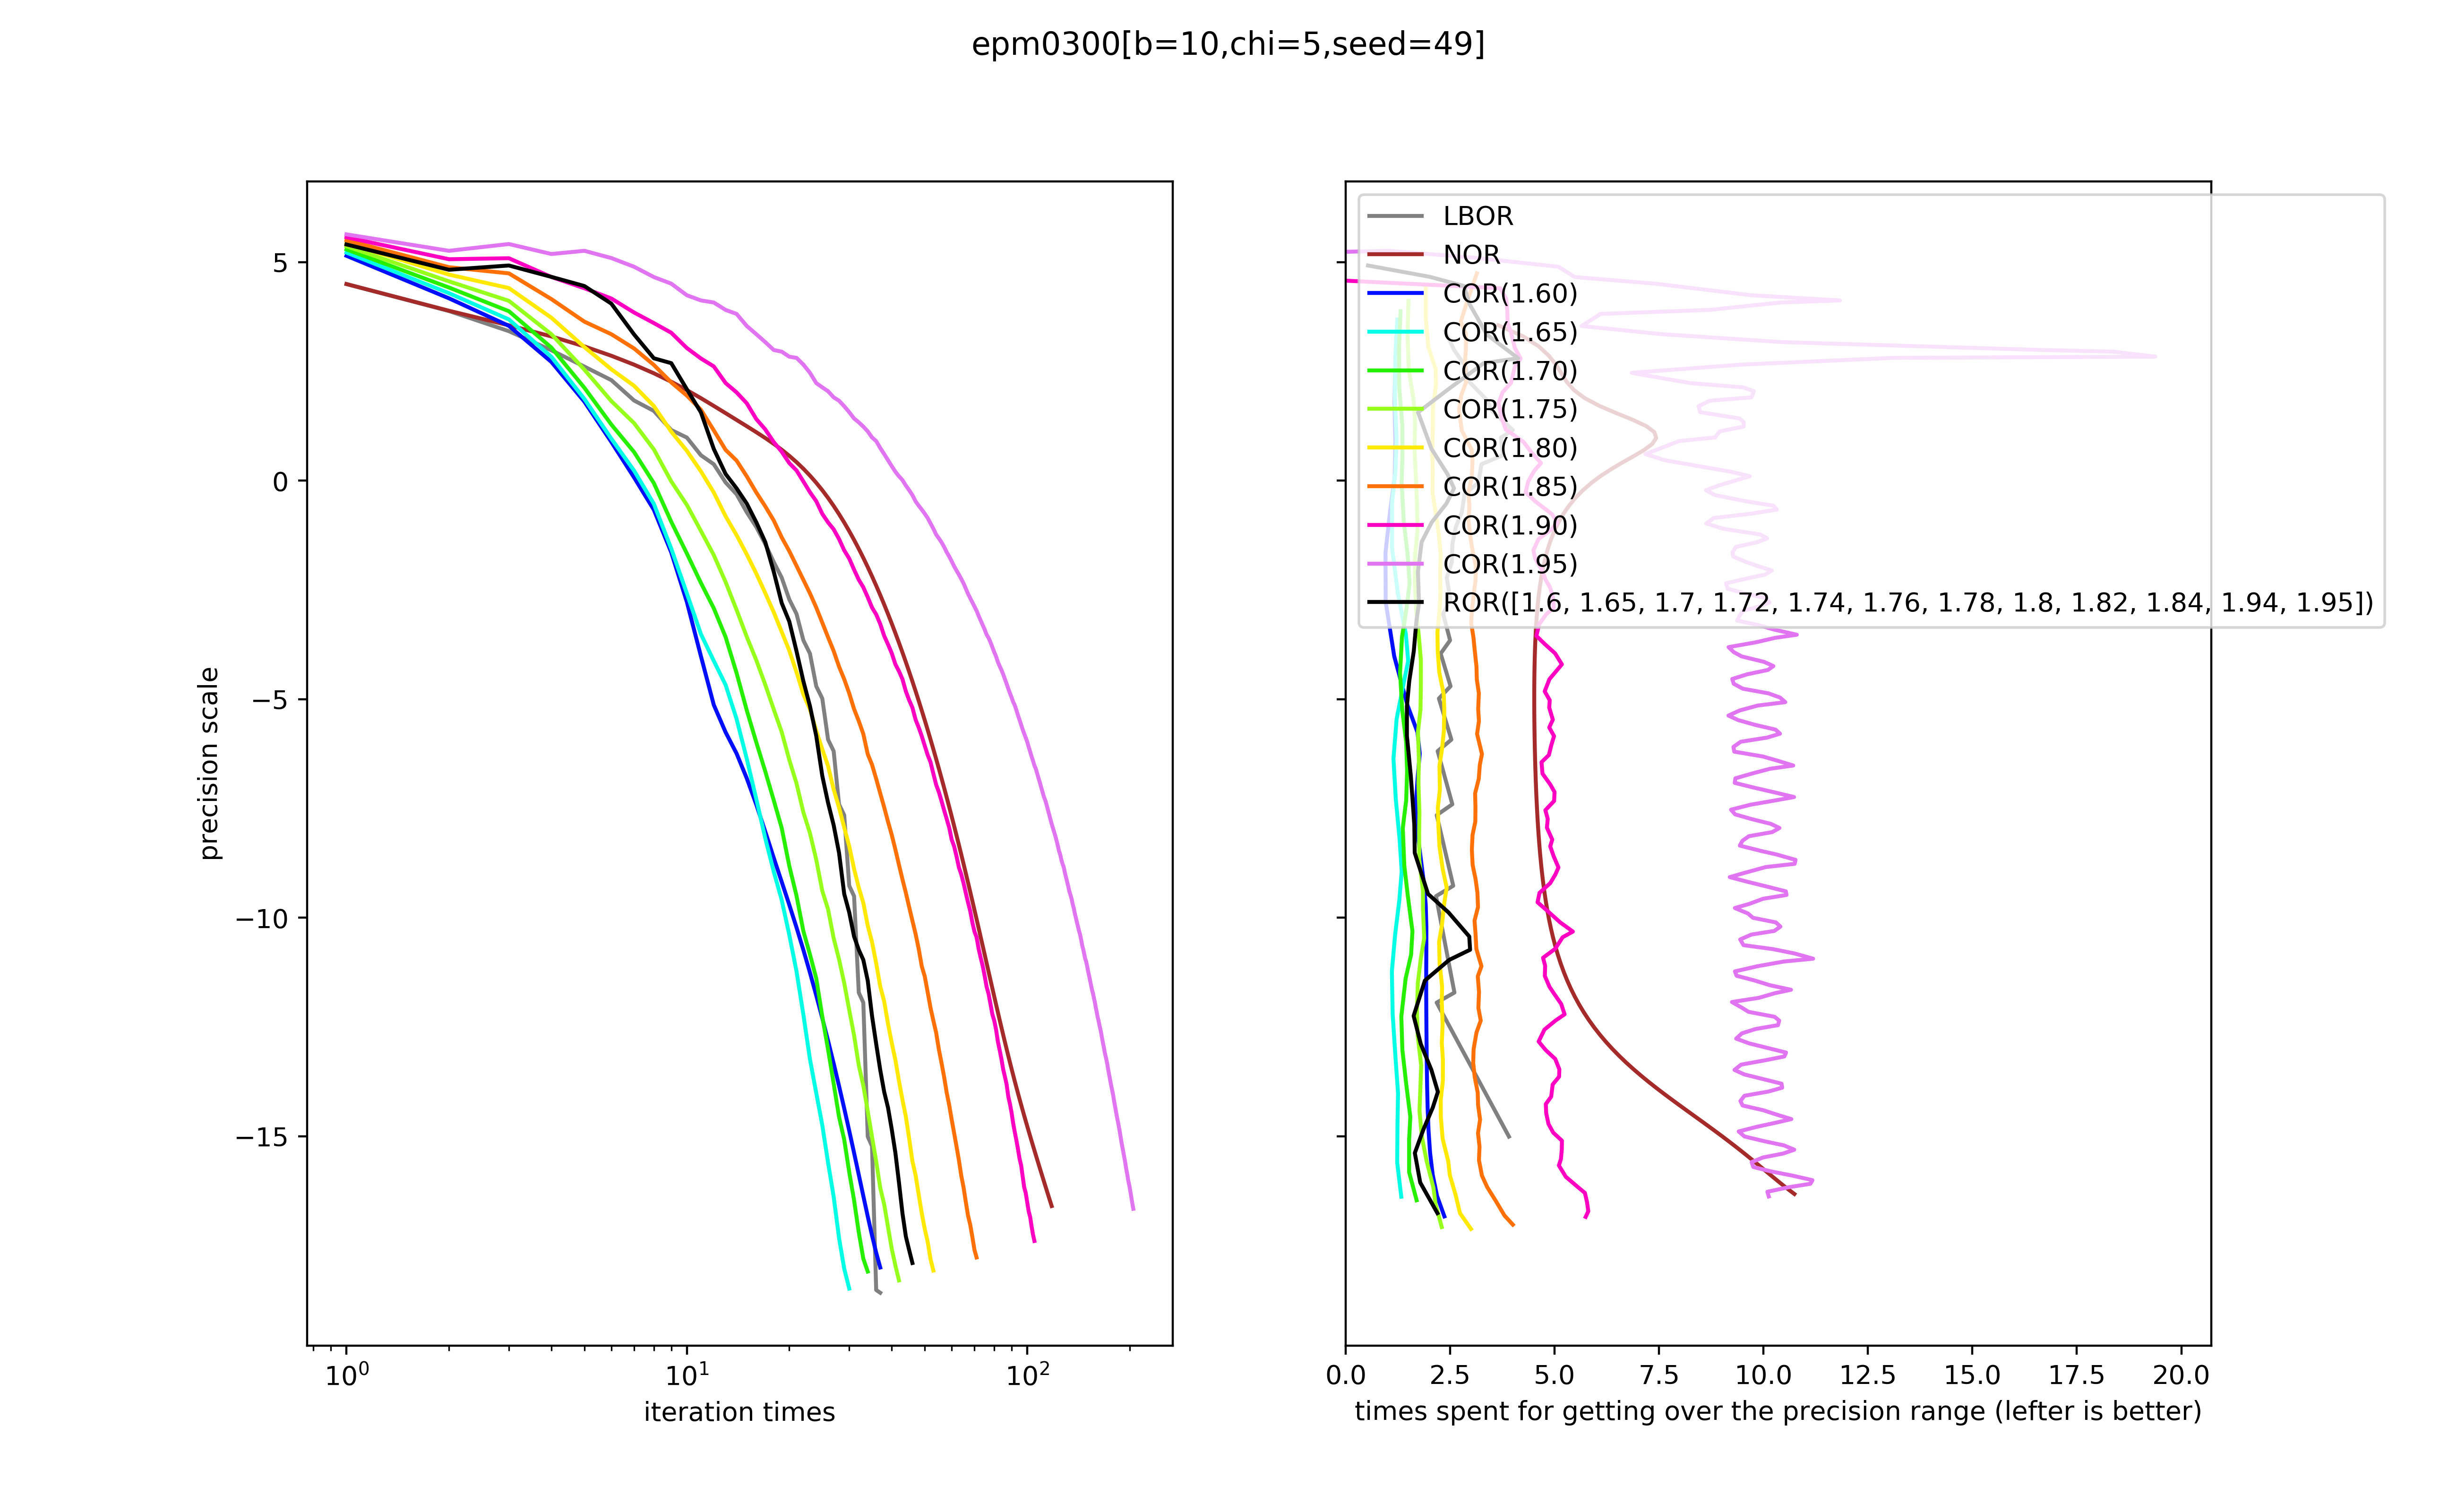 epm0300[b=10,chi=5,seed=49]
precision scale
5
0
−5
−10
−15
10⁰
10¹
10²
iteration times
LBOR
NOR
COR(1.60)
COR(1.65)
COR(1.70)
COR(1.75)
COR(1.80)
COR(1.85)
COR(1.90)
COR(1.95)
ROR([1.6, 1.65, 1.7, 1.72, 1.74, 1.76, 1.78, 1.8, 1.82, 1.84, 1.94, 1.95])
0.0 2.5 5.0 7.5 10.0 12.5 15.0 17.5 20.0
times spent for getting over the precision range (lefter is better)